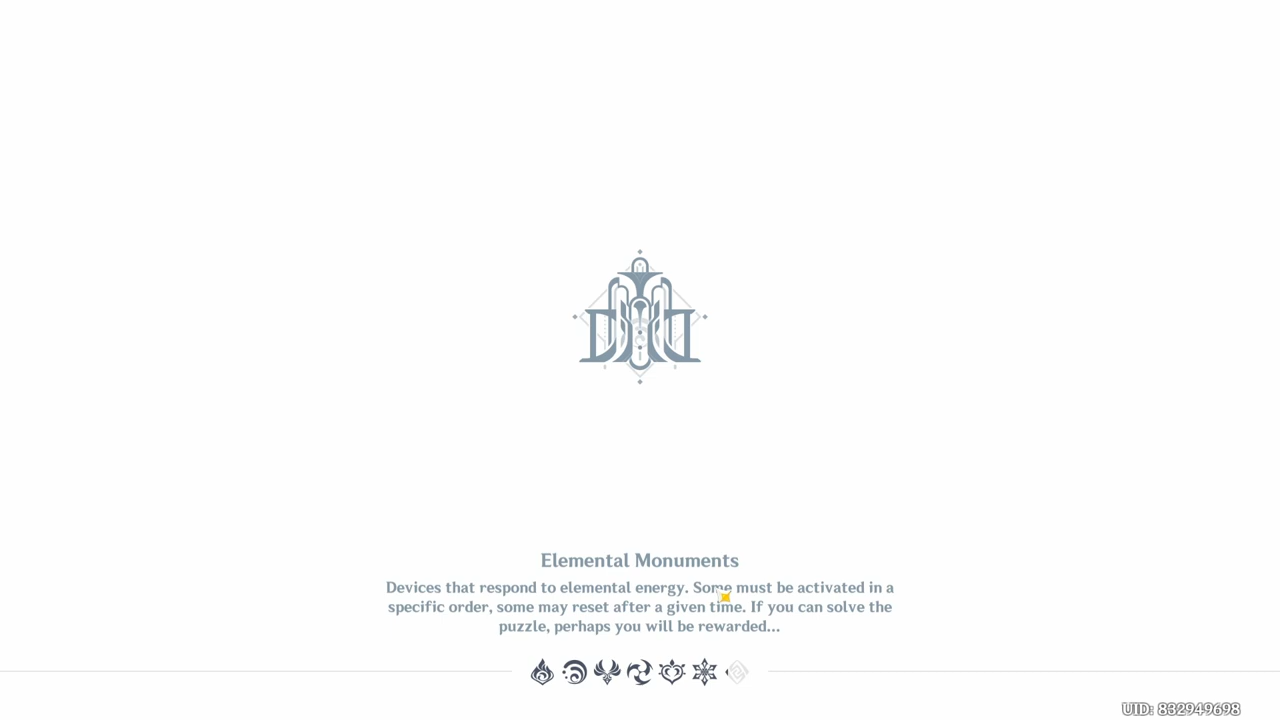 Elemental Monuments
Devices that respond to elemental energy. Some must be activated in a
specific order, some may reset after a given time. If you can solve the
puzzle, perhaps you will be rewarded...
UID: 832949698